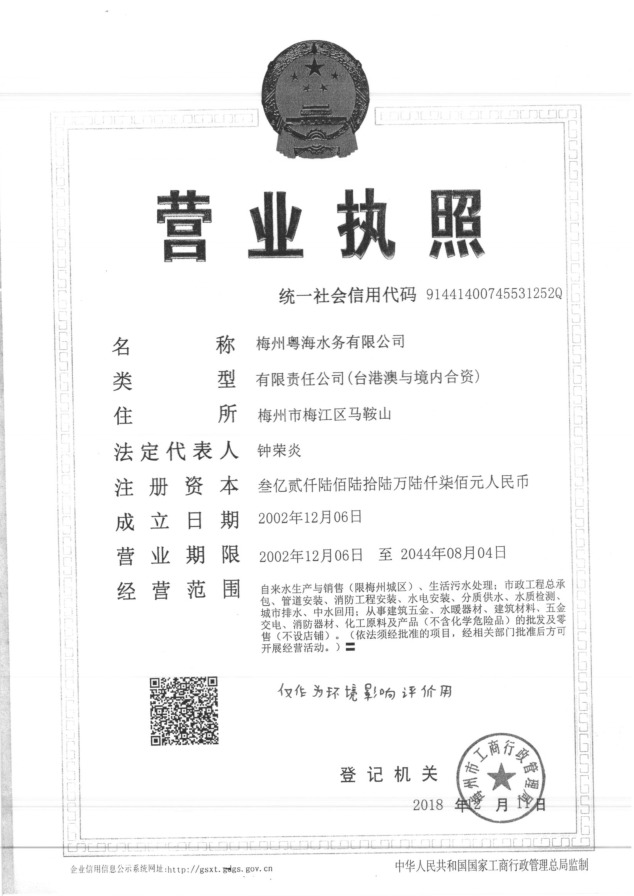 营业执照
统一社会信用代码 91441400745531252Q
名称 梅州粤海水务有限公司
类型 有限责任公司(台港澳与境内合资)
住所 梅州市梅江区马鞍山
法定代表人 钟荣炎
注册资本 叁亿贰仟陆佰陆拾陆万陆仟柒佰元人民币
成立日期 2002年12月06日
营业期限 2002年12月06日 至 2044年08月04日
经营范围 自来水生产与销售（限梅州城区）、生活污水处理；市政工程总承
包、管道安装、消防工程安装、水电安装、分质供水、水质检测、
城市排水、中水回用；从事建筑五金、水暖器材、建筑材料、五金
交电、消防器材、化工原料及产品（不含化学危险品）的批发及零
售（不设店铺）。（依法须经批准的项目，经相关部门批准后方可
开展经营活动。）
仅作为环境影响评价用
登记机关
梅州市工商行政管理局
2018 年12 月 11日
企业信用信息公示系统网址:http://gsxt.gdgs.gov.cn
中华人民共和国国家工商行政管理总局监制